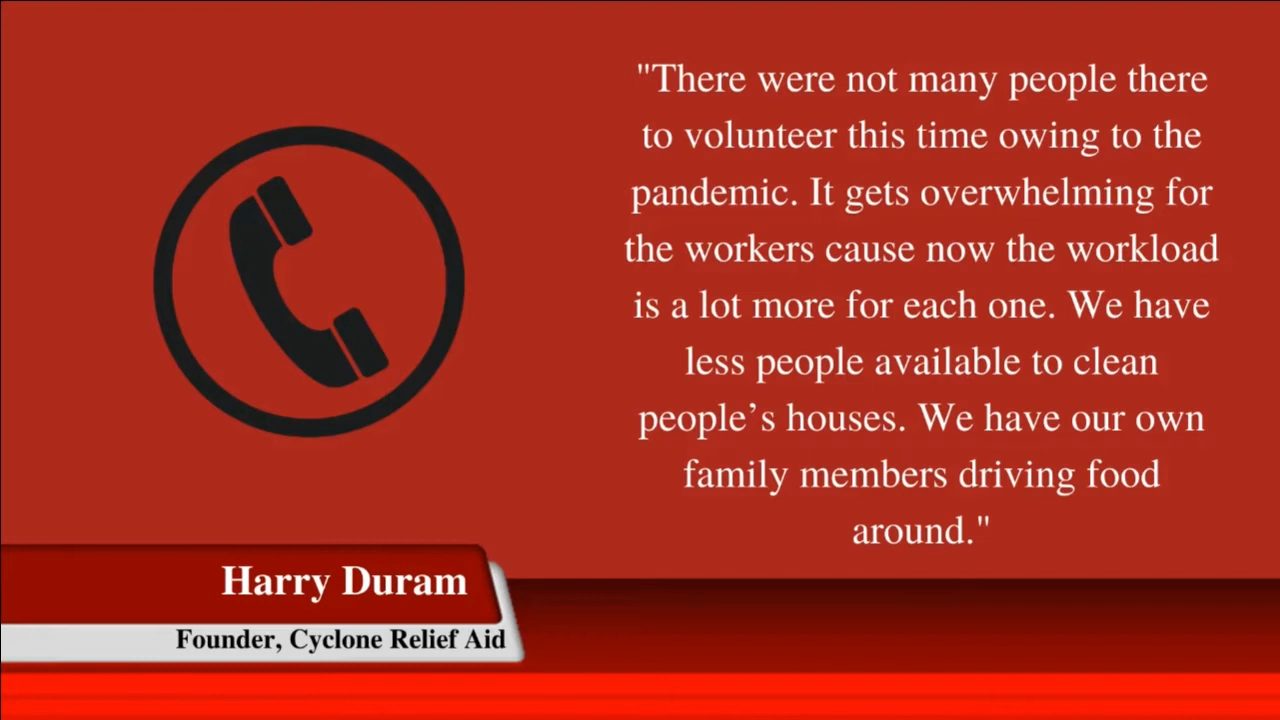 "There were not many people there
to volunteer this time owing to the
pandemic. It gets overwhelming for
the workers cause now the workload
is a lot more for each one. We have
less people available to clean
people’s houses. We have our own
family members driving food
around."
Harry Duram
Founder, Cyclone Relief Aid